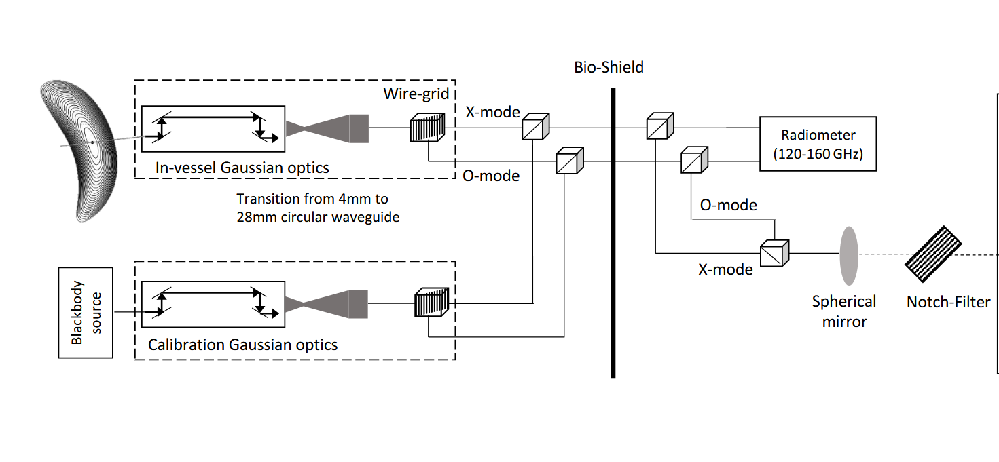 Bio-Shield
Wire-grid
X-mode
Radiometer
(120-160 GHz)
In-vessel Gaussian optics
O-mode
Transition from 4mm to
28mm circular waveguide
O-mode
X-mode
Spherical
mirror
Notch-Filter
Blackbody
source
Calibration Gaussian optics